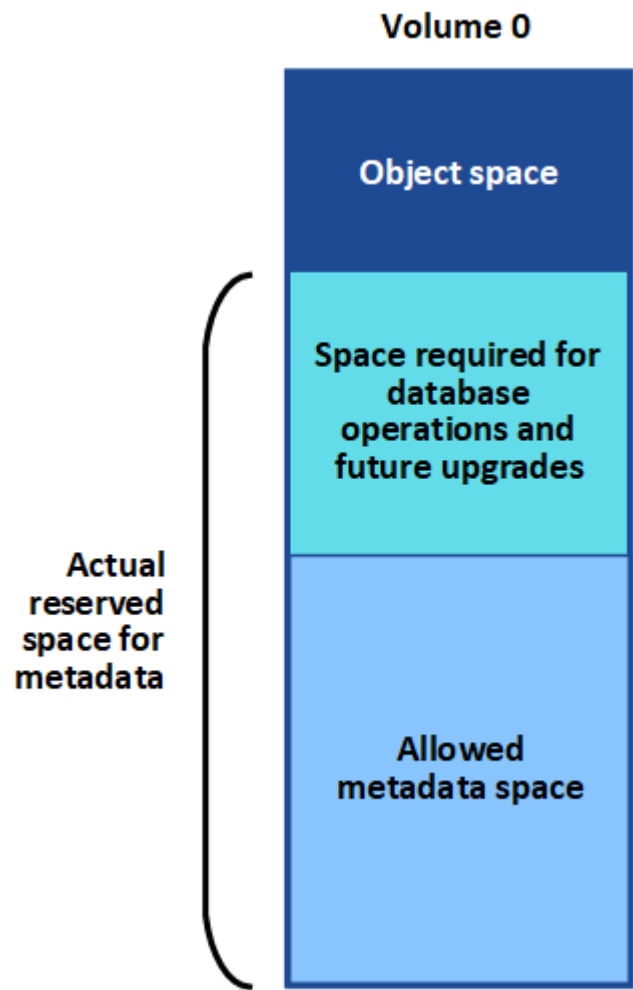 Volume 0
Object space
Space required for
database
operations and
future upgrades
Actual
reserved
space for
metadata
Allowed
metadata space